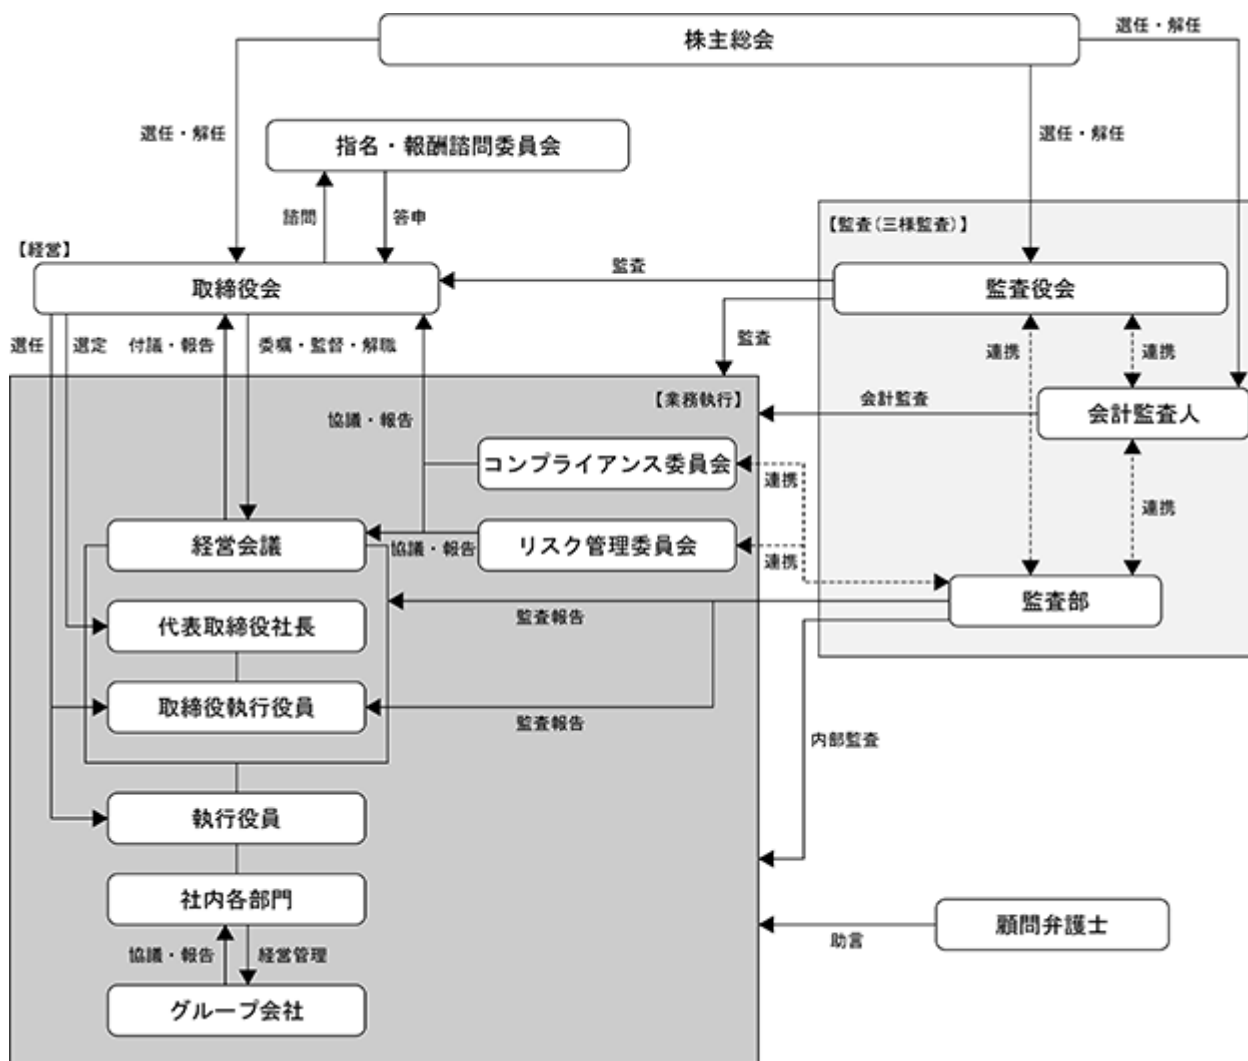 株主総会
選任・解任
選任・解任
選任・解任
指名・報酬諮問委員会
諮問
答申
【監査(三様監査)】
【経営】
取締役会
監査
監査役会
選任
選定
付議・報告
委嘱・監督・解職
監査
連携
連携
【業務執行】
会計監査
会計監査人
協議・報告
コンプライアンス委員会
連携
連携
経営会議
協議・報告
リスク管理委員会
連携
監査部
代表取締役社長
監査報告
取締役執行役員
監査報告
内部監査
執行役員
社内各部門
顧問弁護士
助言
協議・報告
経営管理
グループ会社